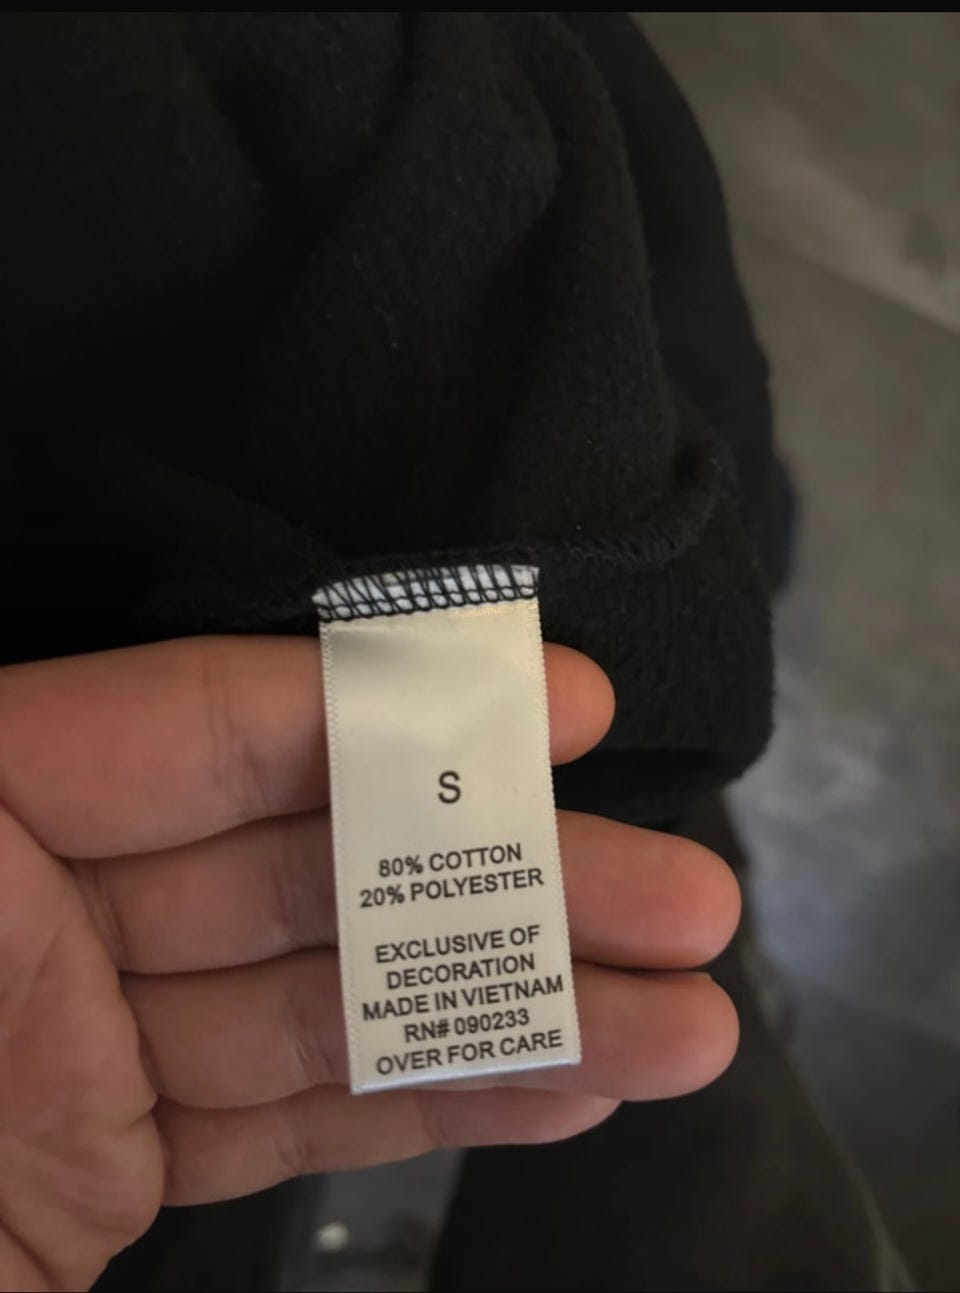 S
80% COTTON
20% POLYESTER
EXCLUSIVE OF
DECORATION
MADE IN VIETNAM
RN# 090233
OVER FOR CARE